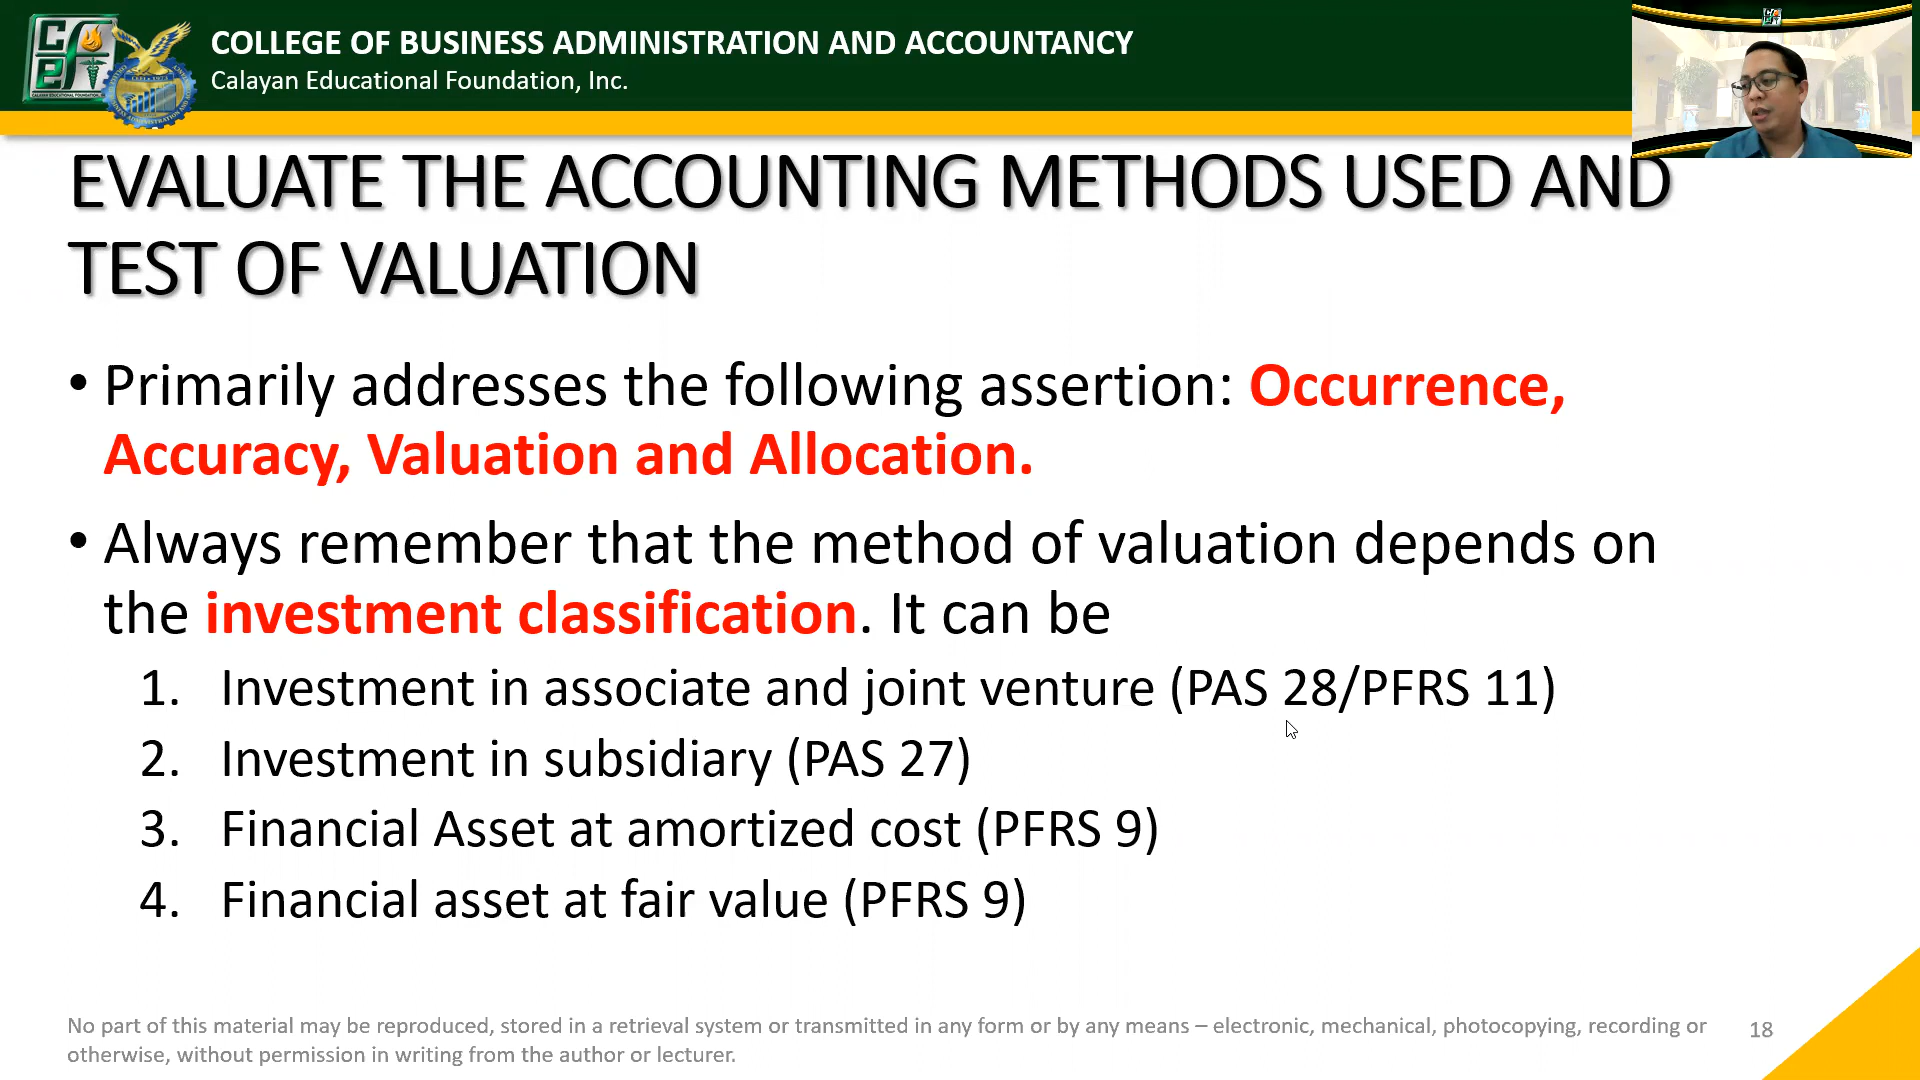 COLLEGE OF BUSINESS ADMINISTRATION AND ACCOUNTANCY
Calayan Educational Foundation, Inc.
EVALUATE THE ACCOUNTING METHODS USED AND
TEST OF VALUATION
• Primarily addresses the following assertion: Occurrence,
Accuracy, Valuation and Allocation.
• Always remember that the method of valuation depends on
the investment classification. It can be
1. Investment in associate and joint venture (PAS 28/PFRS 11)
2. Investment in subsidiary (PAS 27)
3. Financial Asset at amortized cost (PFRS 9)
4. Financial asset at fair value (PFRS 9)
No part of this material may be reproduced, stored in a retrieval system or transmitted in any form or by any means – electronic, mechanical, photocopying, recording or
otherwise, without permission in writing from the author or lecturer.
18